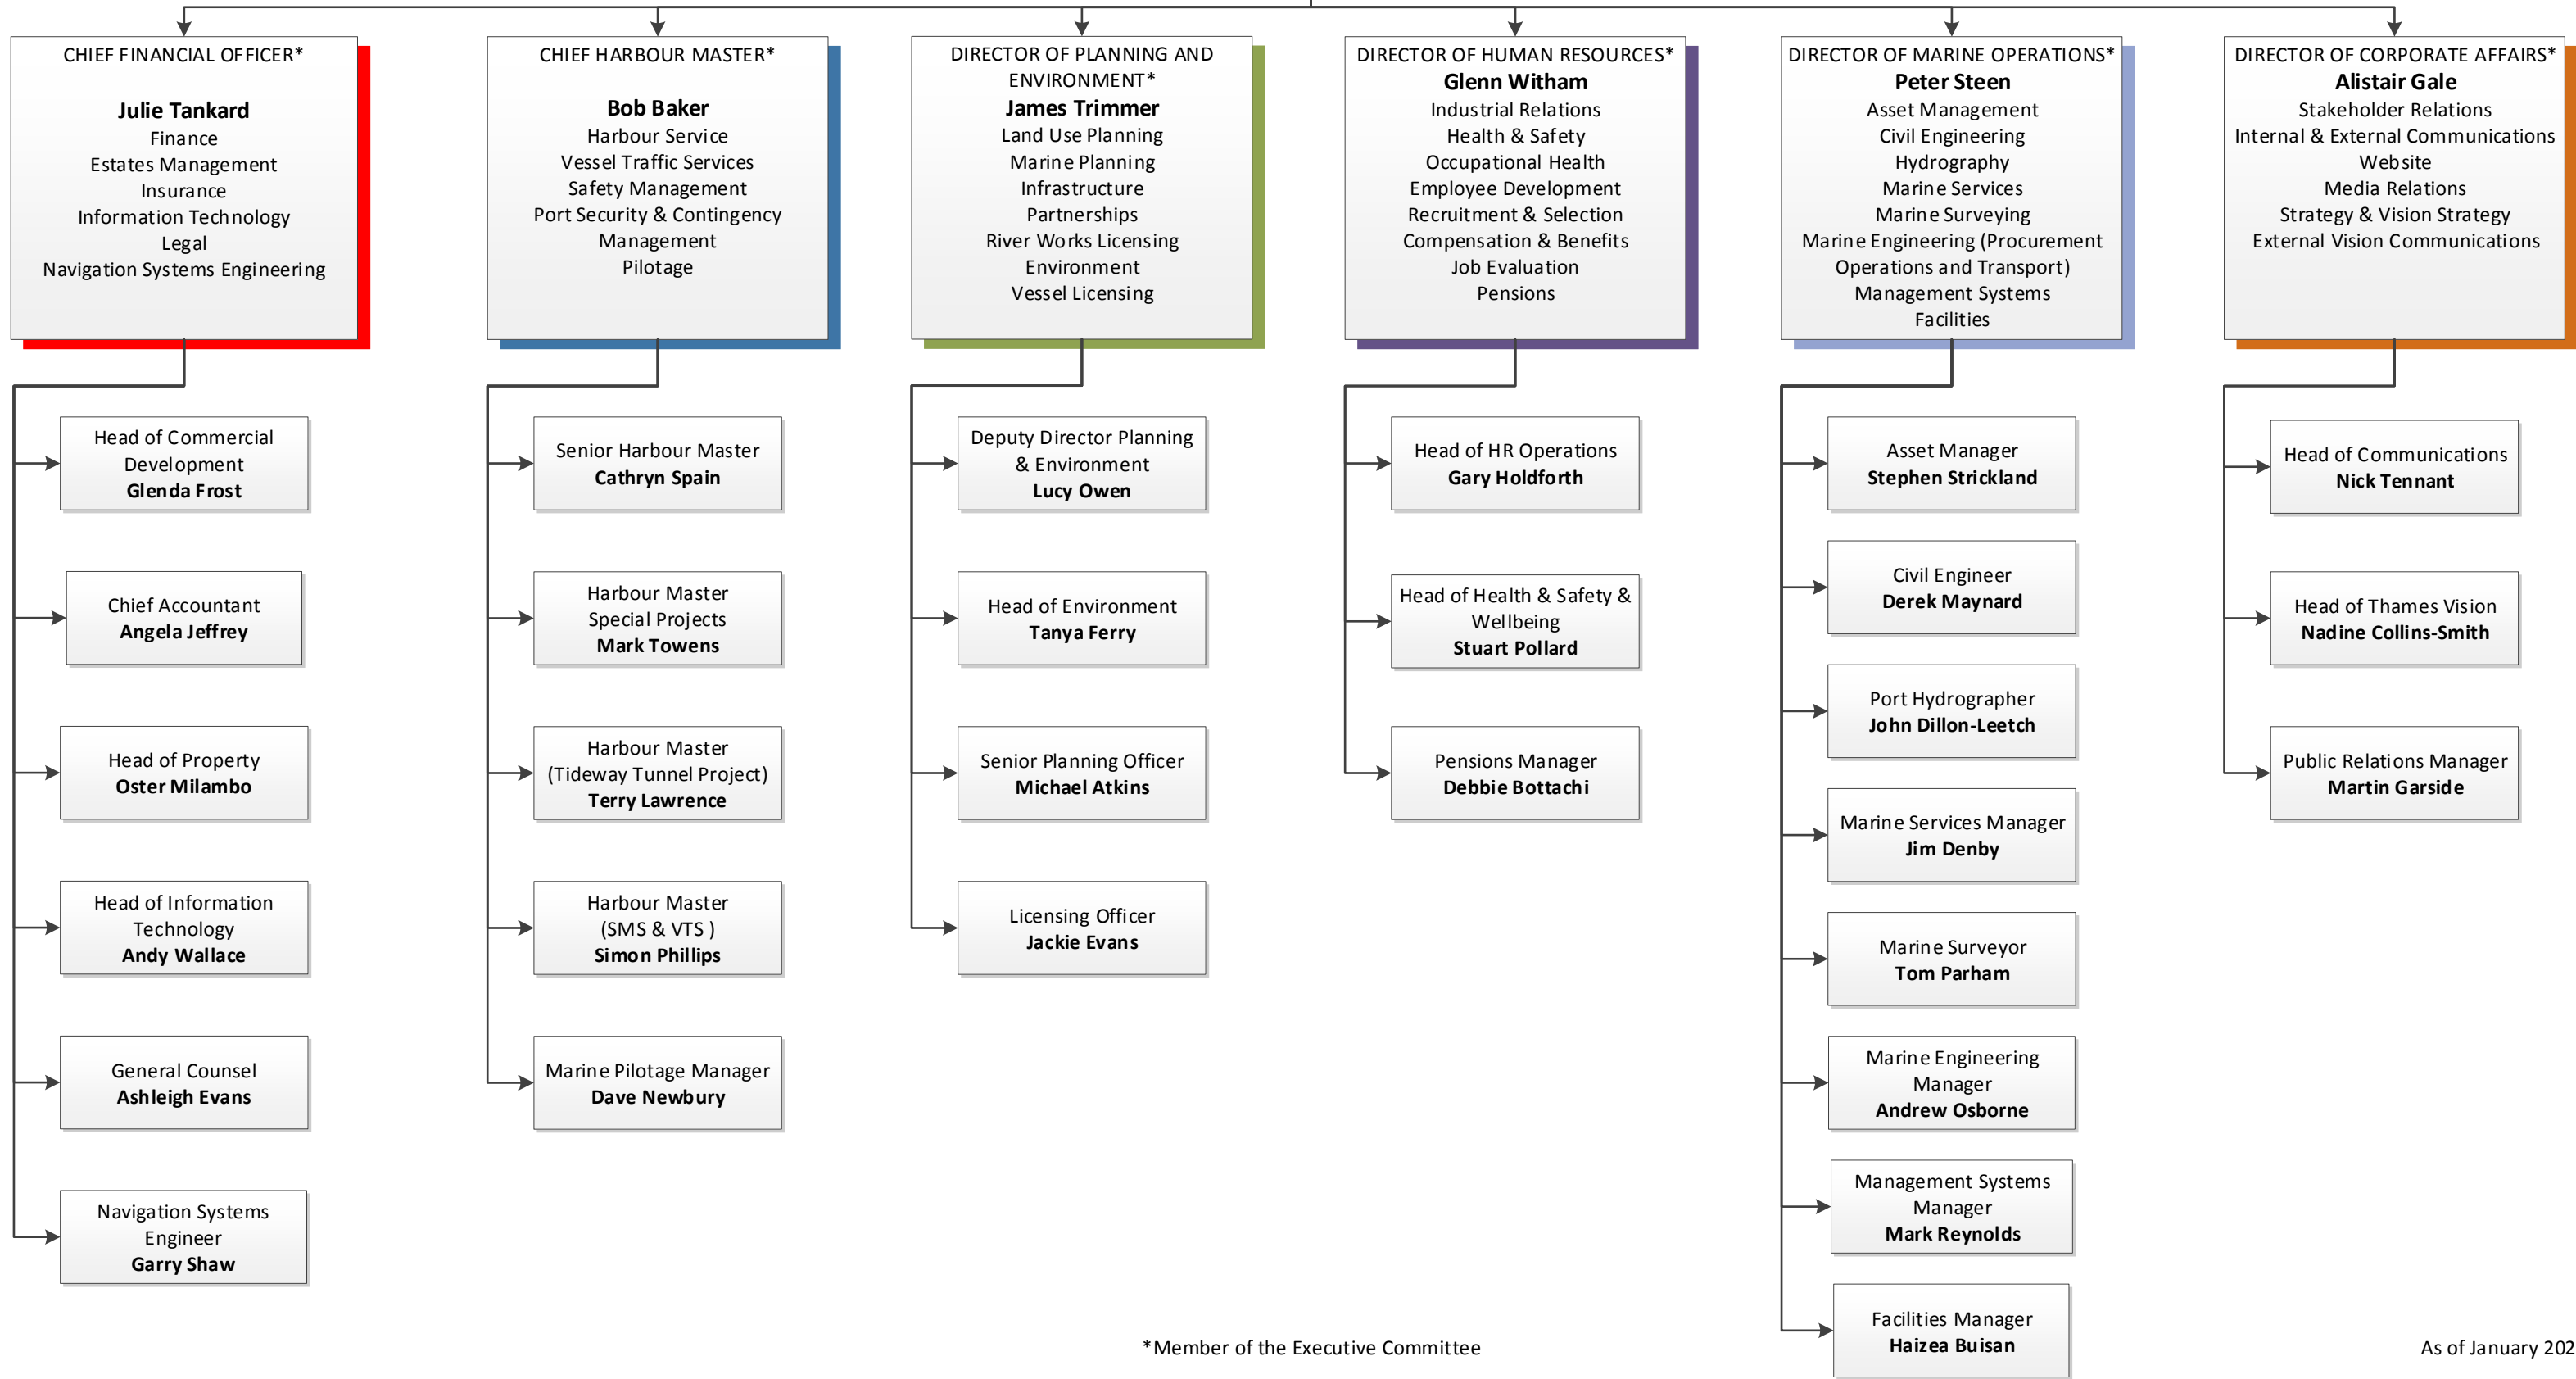 CHIEF FINANCIAL OFFICER*
Julie Tankard
Finance
Estates Management
Insurance
Information Technology
Legal
Navigation Systems Engineering
CHIEF HARBOUR MASTER*
Bob Baker
Harbour Service
Vessel Traffic Services
Safety Management
Port Security & Contingency
Management
Pilotage
DIRECTOR OF PLANNING AND
ENVIRONMENT*
James Trimmer
Land Use Planning
Marine Planning
Infrastructure
Partnerships
River Works Licensing
Environment
Vessel Licensing
DIRECTOR OF HUMAN RESOURCES*
Glenn Witham
Industrial Relations
Health & Safety
Occupational Health
Employee Development
Recruitment & Selection
Compensation & Benefits
Job Evaluation
Pensions
DIRECTOR OF MARINE OPERATIONS*
Peter Steen
Asset Management
Civil Engineering
Hydrography
Marine Services
Marine Surveying
Marine Engineering (Procurement
Operations and Transport)
Management Systems
Facilities
DIRECTOR OF CORPORATE AFFAIRS*
Alistair Gale
Stakeholder Relations
Internal & External Communications
Website
Media Relations
Strategy & Vision Strategy
External Vision Communications
Head of Commercial
Development
Glenda Frost
Chief Accountant
Angela Jeffrey
Head of Property
Oster Milambo
Head of Information
Technology
Andy Wallace
General Counsel
Ashleigh Evans
Navigation Systems
Engineer
Garry Shaw
Senior Harbour Master
Cathryn Spain
Harbour Master
Special Projects
Mark Towens
Harbour Master
(Tideway Tunnel Project)
Terry Lawrence
Harbour Master
(SMS & VTS )
Simon Phillips
Marine Pilotage Manager
Dave Newbury
Deputy Director Planning
& Environment
Lucy Owen
Head of Environment
Tanya Ferry
Senior Planning Officer
Michael Atkins
Licensing Officer
Jackie Evans
Head of HR Operations
Gary Holdforth
Head of Health & Safety &
Wellbeing
Stuart Pollard
Pensions Manager
Debbie Bottachi
Asset Manager
Stephen Strickland
Civil Engineer
Derek Maynard
Port Hydrographer
John Dillon-Leetch
Marine Services Manager
Jim Denby
Marine Surveyor
Tom Parham
Marine Engineering
Manager
Andrew Osborne
Management Systems
Manager
Mark Reynolds
Facilities Manager
Haizea Buisan
Head of Communications
Nick Tennant
Head of Thames Vision
Nadine Collins-Smith
Public Relations Manager
Martin Garside
*Member of the Executive Committee
As of January 202